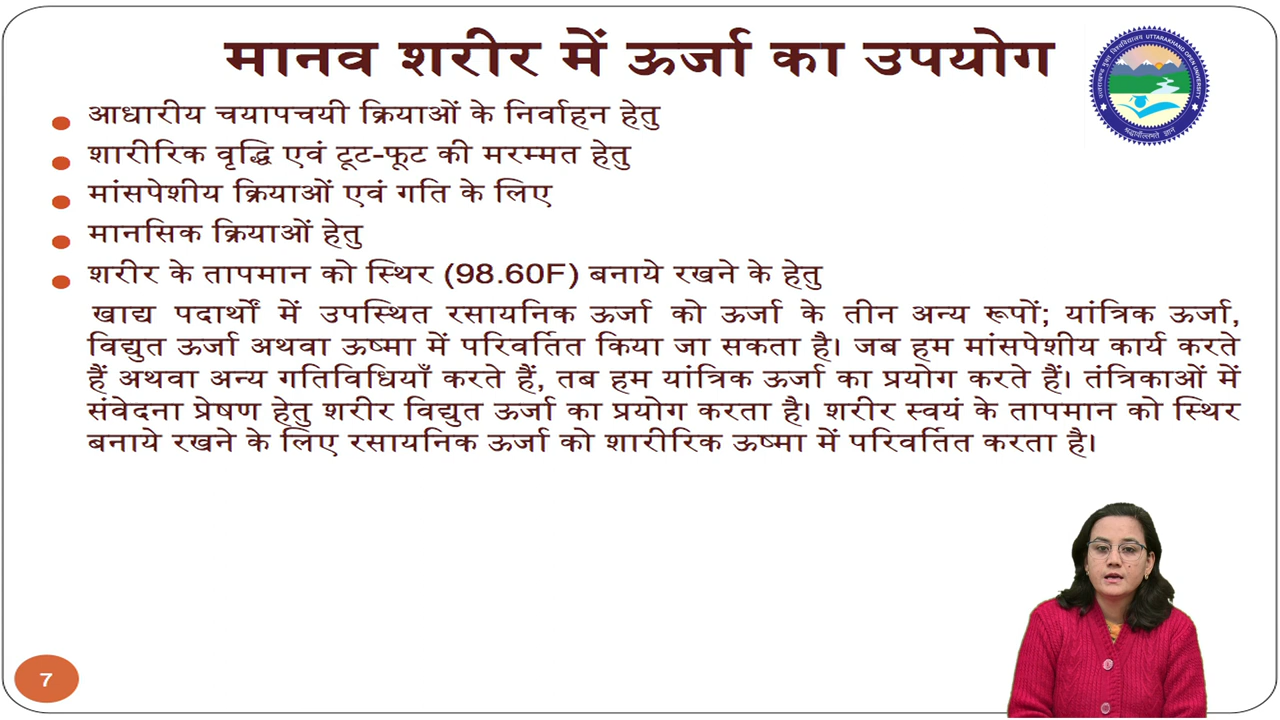 मानव शरीर में ऊर्जा का उपयोग
UTTARAKHAND OPEN UNIVERSITY
आधारीय चयापचयी क्रियाओं के निर्वाहन हेतु
शारीरिक वृद्धि एवं टूट-फूट की मरम्मत हेतु
मांसपेशीय क्रियाओं एवं गति के लिए
मानसिक क्रियाओं हेतु
शरीर के तापमान को स्थिर (98.60F) बनाये रखने के हेतु
खाद्य पदार्थों में उपस्थित रसायनिक ऊर्जा को ऊर्जा के तीन अन्य रूपों; यांत्रिक ऊर्जा,
विद्युत ऊर्जा अथवा ऊष्मा में परिवर्तित किया जा सकता है। जब हम मांसपेशीय कार्य करते
हैं अथवा अन्य गतिविधियाँ करते हैं, तब हम यांत्रिक ऊर्जा का प्रयोग करते हैं। तंत्रिकाओं में
संवेदना प्रेषण हेतु शरीर विद्युत ऊर्जा का प्रयोग करता है। शरीर स्वयं के तापमान को स्थिर
बनाये रखने के लिए रसायनिक ऊर्जा को शारीरिक ऊष्मा में परिवर्तित करता है।
7